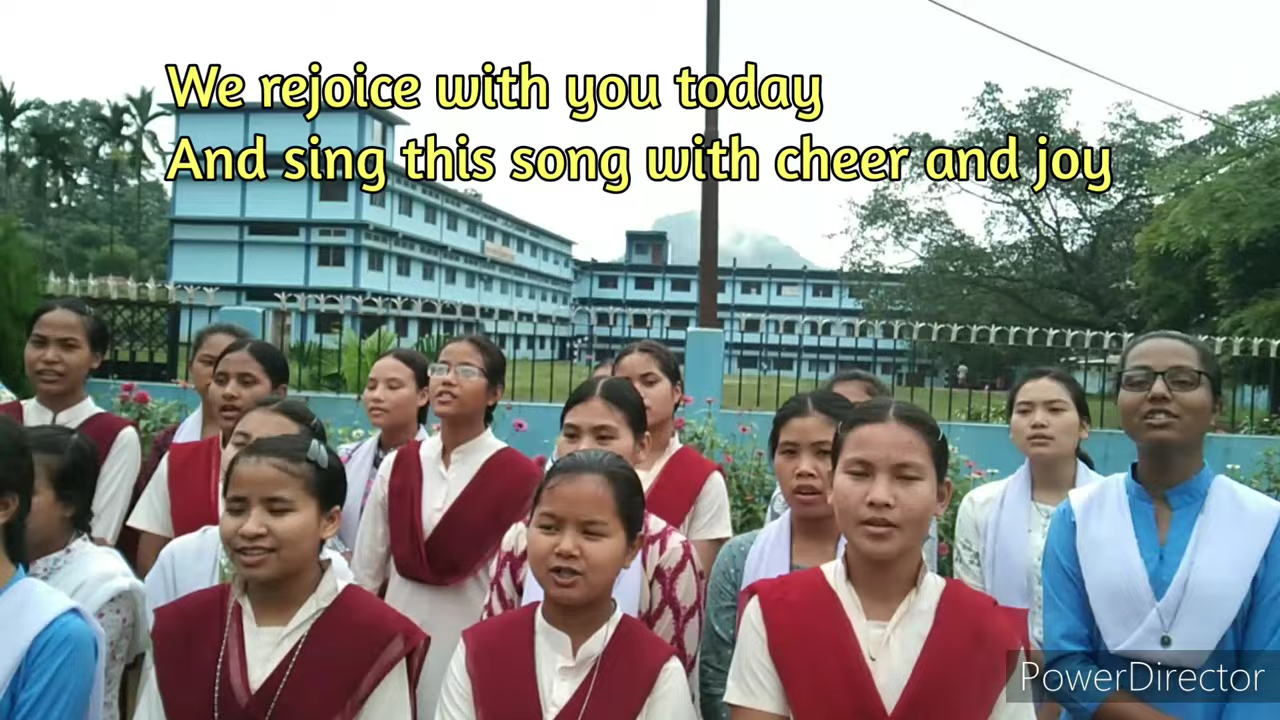 We rejoice with you today
And sing this song with cheer and joy
PowerDirector